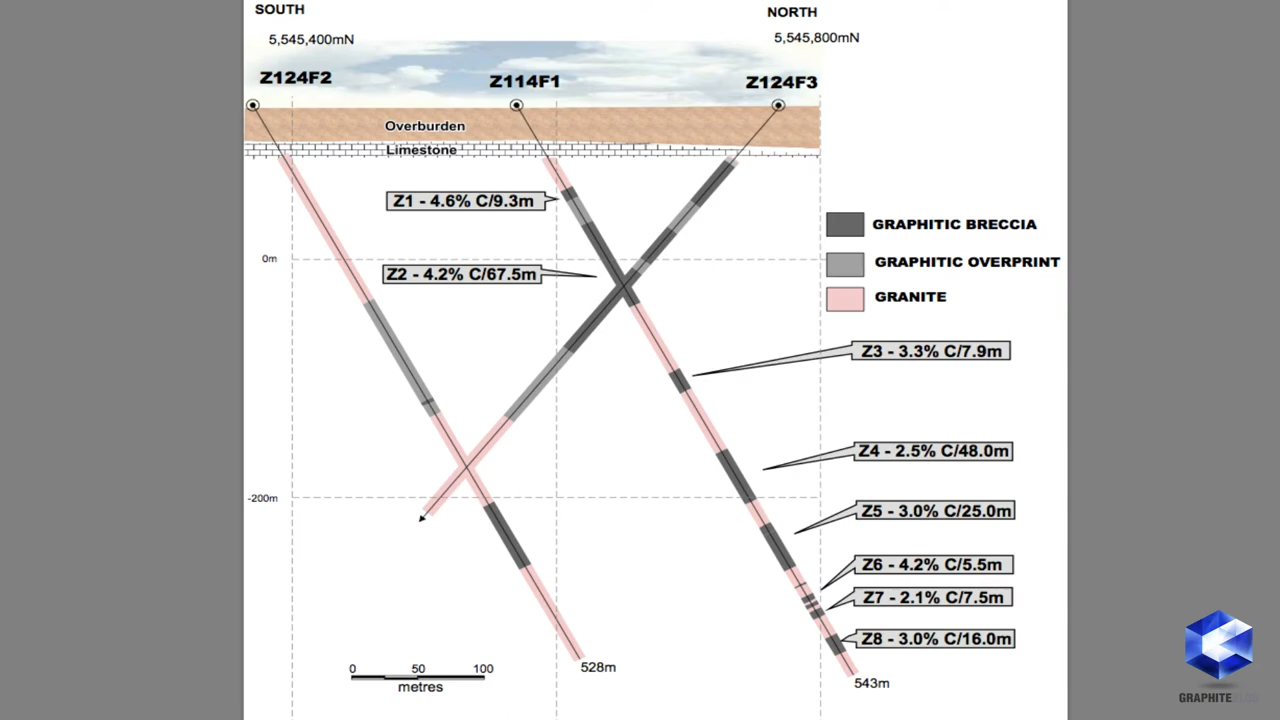 SOUTH
NORTH
5,545,400mN
5,545,800mN
Z124F2
Z114F1
Z124F3
Overburden
Limestone
Z1 - 4.6% C/9.3m
GRAPHITIC BRECCIA
0m
GRAPHITIC OVERPRINT
Z2 - 4.2% C/67.5m
GRANITE
Z3 - 3.3% C/7.9m
Z4 - 2.5% C/48.0m
-200m
Z5 - 3.0% C/25.0m
Z6 - 4.2% C/5.5m
Z7 - 2.1% C/7.5m
Z8 - 3.0% C/16.0m
0 50 100
metres
528m
543m
GRAPHITE